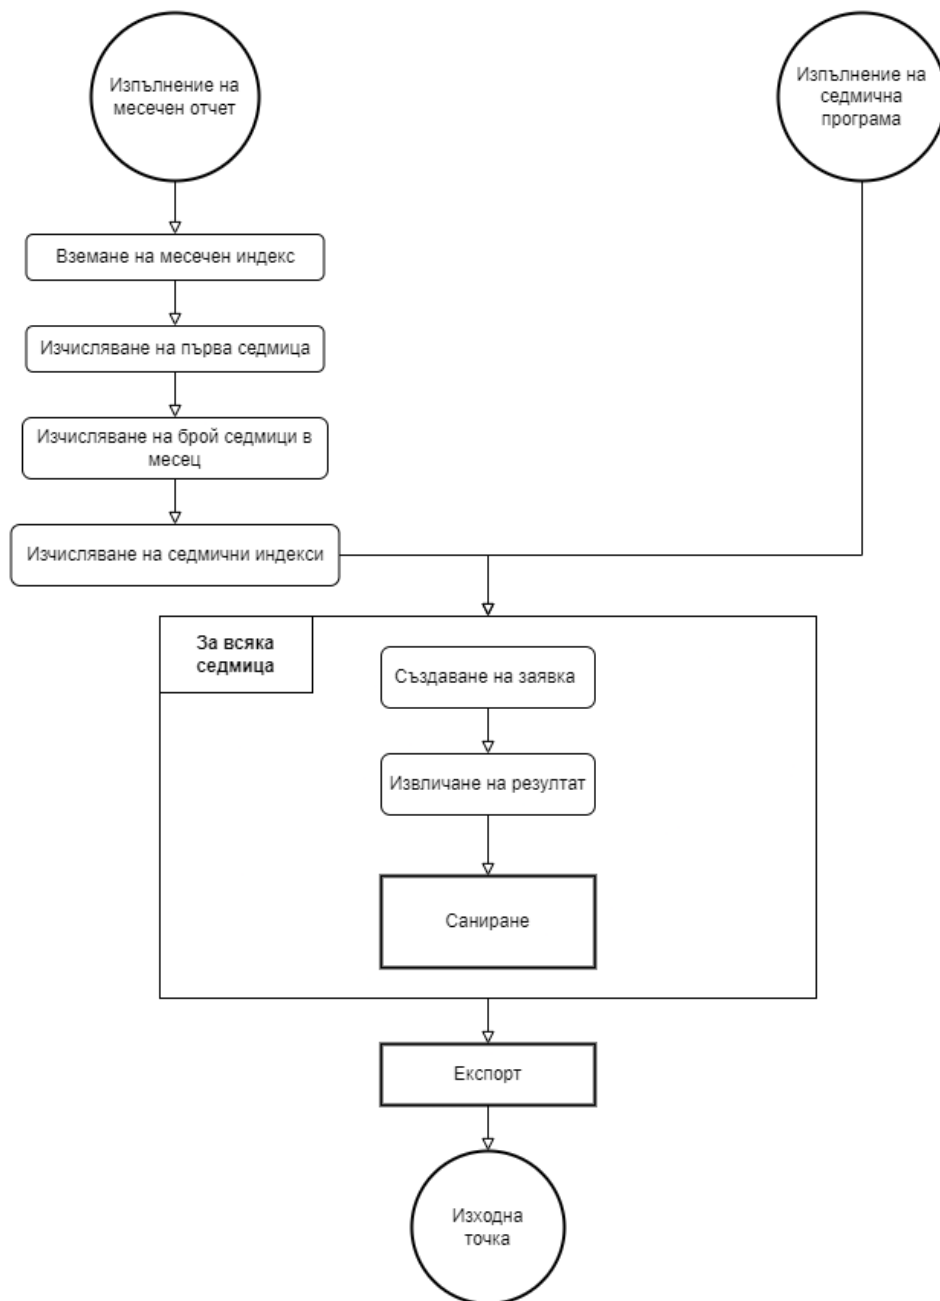 Изпълнение на
месечен отчет
Изпълнение на
седмична
програма
Вземане на месечен индекс
Изчисляване на първа седмица
Изчисляване на брой седмици в
месец
Изчисляване на седмични индекси
За всяка
седмица
Създаване на заявка
Извличане на резултат
Саниране
Експорт
Изходна
точка